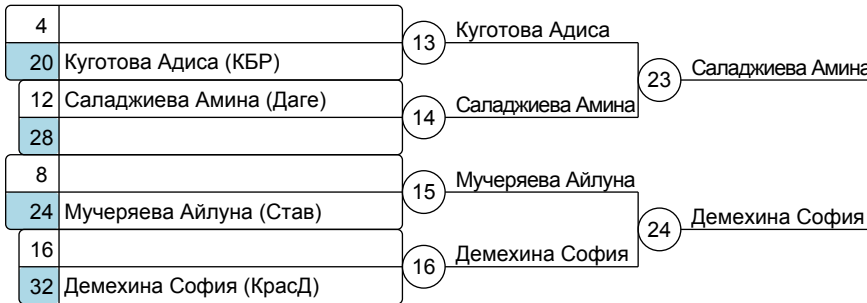 4
13 Куготова Адиса
20 Куготова Адиса (КБР)
23 Саладжиева Амина
12 Саладжиева Амина (Даге)
14 Саладжиева Амина
28
8
15 Мучеряева Айлуна
24 Мучеряева Айлуна (Став)
24 Демехина София
16
16 Демехина София
32 Демехина София (КрасД)